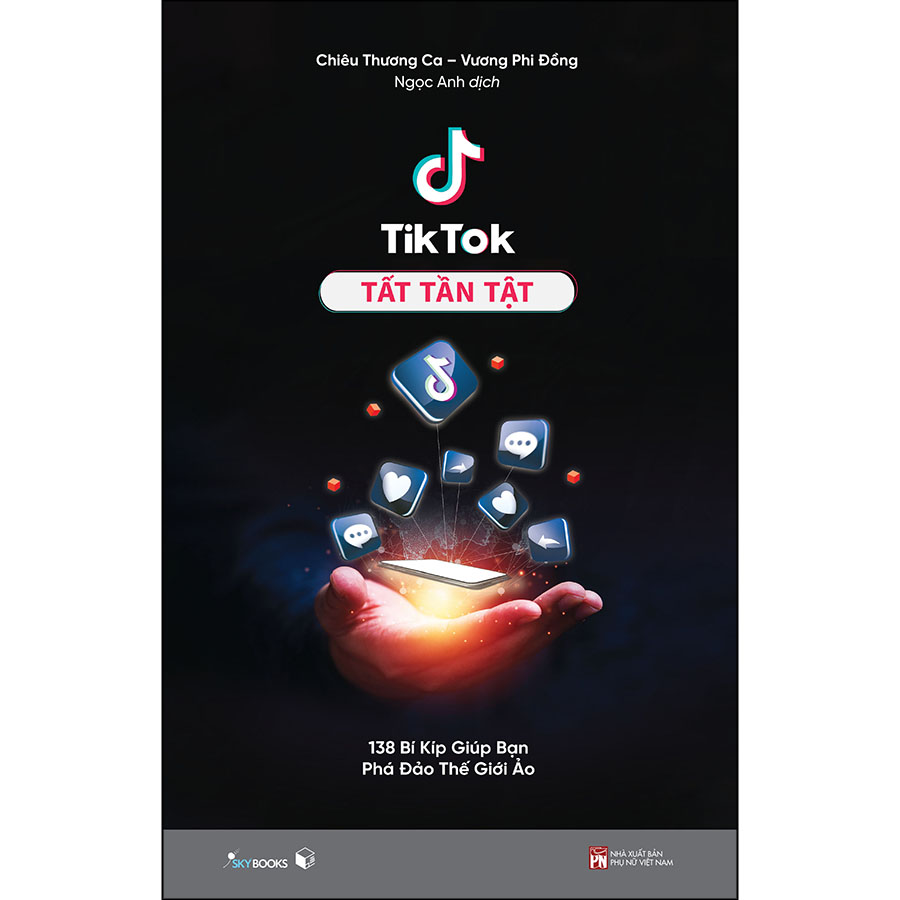 Chiêu Thương Ca – Vương Phi Đồng
Ngọc Anh dịch
TikTok
TẤT TẦN TẬT
138 Bí Kíp Giúp Bạn
Phá Đảo Thế Giới Ảo
SKYBOOKS
PN
NHÀ XUẤT BẢN
PHỤ NỮ VIỆT NAM